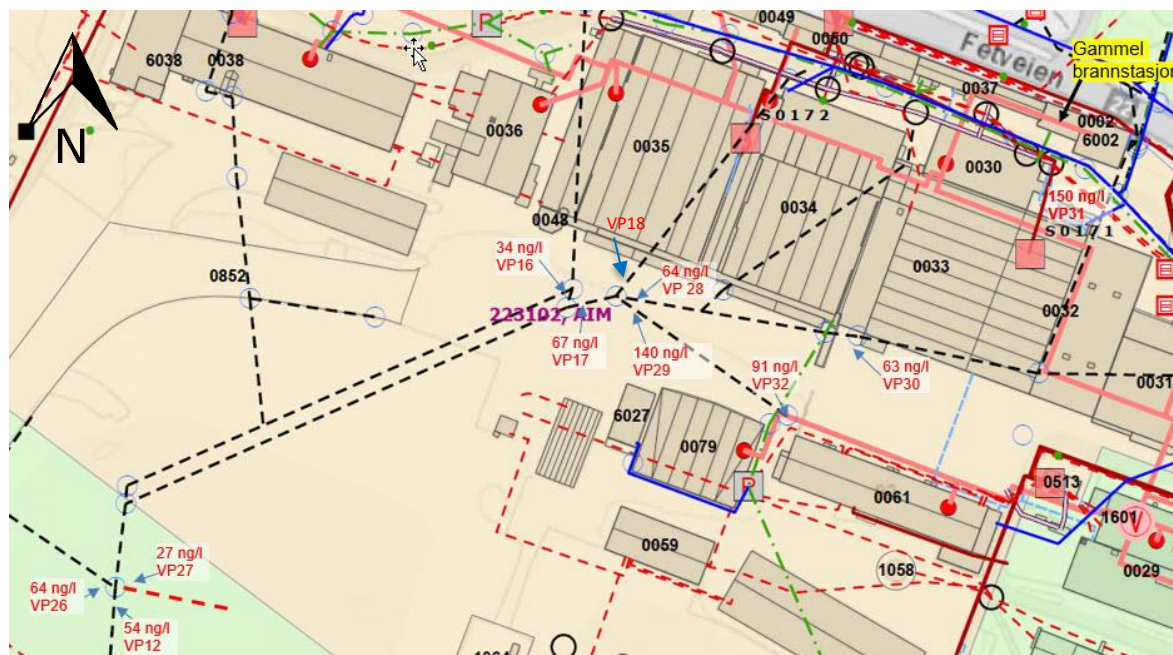 0049
0050
Fetveien
Gammel
brannstasjon
6038
0038
P
0037
0002
6002
S0172
0036
0035
0030
0034
150 ng/l
VP31
S0171
0048
VP18
34 ng/l
VP16
64 ng/l
VP 28
0033
0852
223102, AIM
0032
67 ng/l
VP17
140 ng/l
VP29
91 ng/l
VP32
63 ng/l
VP30
0031
6027
0079
P
0061
0513
1601
V
0059
1058
0029
27 ng/l
VP27
64 ng/l
VP26
54 ng/l
VP12
N